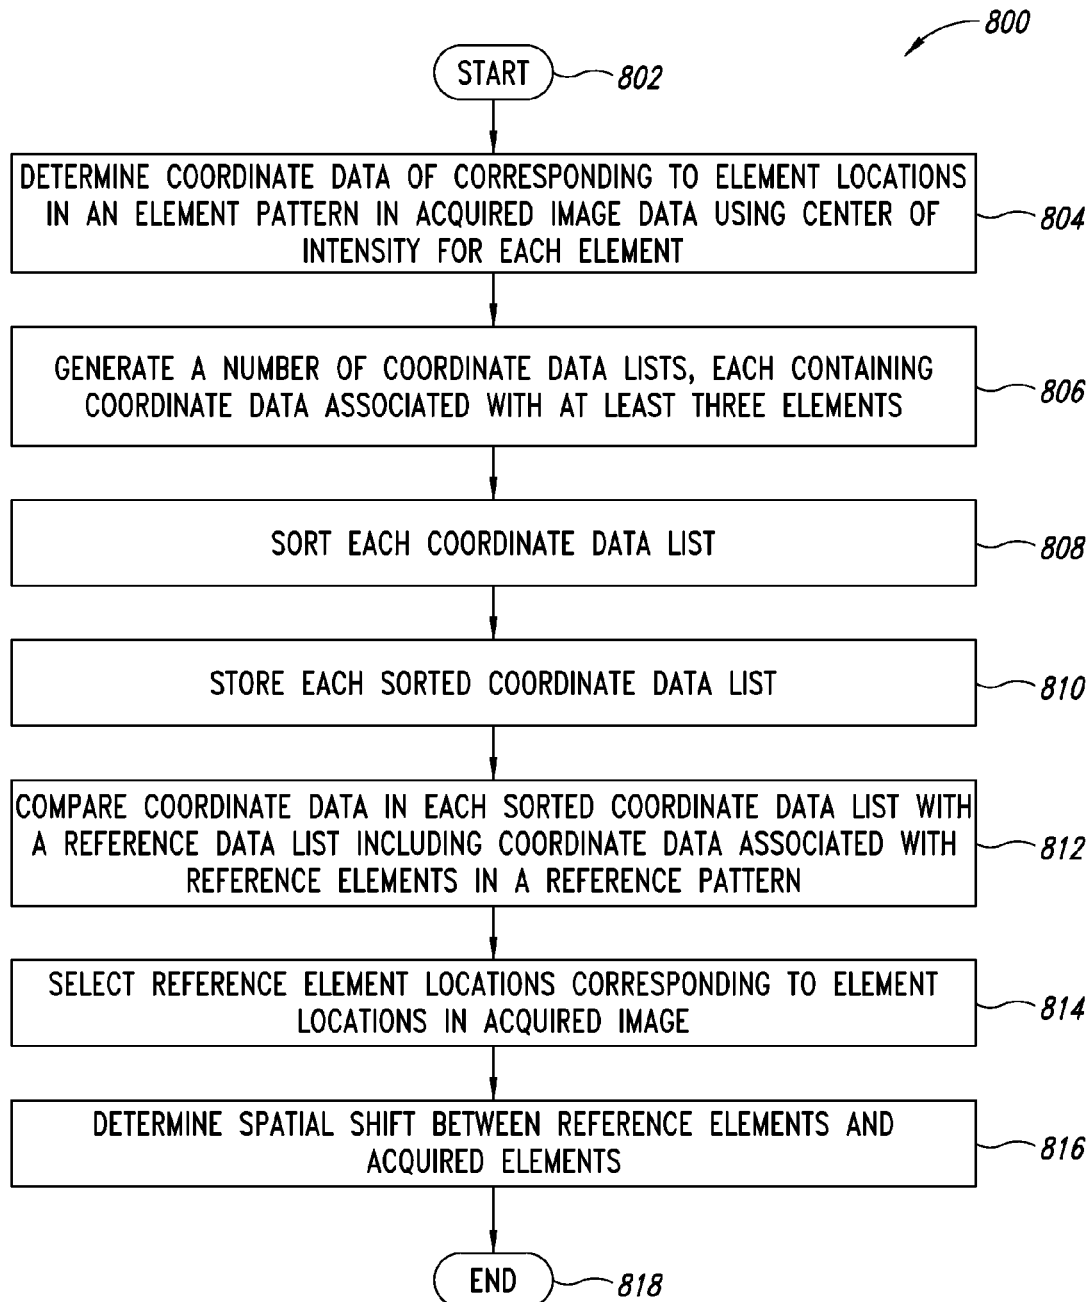 800
START
802
DETERMINE COORDINATE DATA OF CORRESPONDING TO ELEMENT LOCATIONS
IN AN ELEMENT PATTERN IN ACQUIRED IMAGE DATA USING CENTER OF
INTENSITY FOR EACH ELEMENT
804
GENERATE A NUMBER OF COORDINATE DATA LISTS, EACH CONTAINING
COORDINATE DATA ASSOCIATED WITH AT LEAST THREE ELEMENTS
806
SORT EACH COORDINATE DATA LIST
808
STORE EACH SORTED COORDINATE DATA LIST
810
COMPARE COORDINATE DATA IN EACH SORTED COORDINATE DATA LIST WITH
A REFERENCE DATA LIST INCLUDING COORDINATE DATA ASSOCIATED WITH
REFERENCE ELEMENTS IN A REFERENCE PATTERN
812
SELECT REFERENCE ELEMENT LOCATIONS CORRESPONDING TO ELEMENT
LOCATIONS IN ACQUIRED IMAGE
814
DETERMINE SPATIAL SHIFT BETWEEN REFERENCE ELEMENTS AND
ACQUIRED ELEMENTS
816
END
818